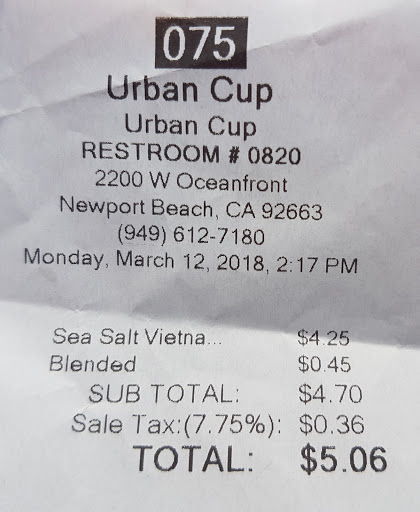 075
Urban Cup
Urban Cup
RESTROOM # 0820
2200 W Oceanfront
Newport Beach, CA 92663
(949) 612-7180
Monday, March 12, 2018, 2:17 PM
Sea Salt Vietna... $4.25
Blended $0.45
SUB TOTAL: $4.70
Sale Tax:(7.75%): $0.36
TOTAL: $5.06